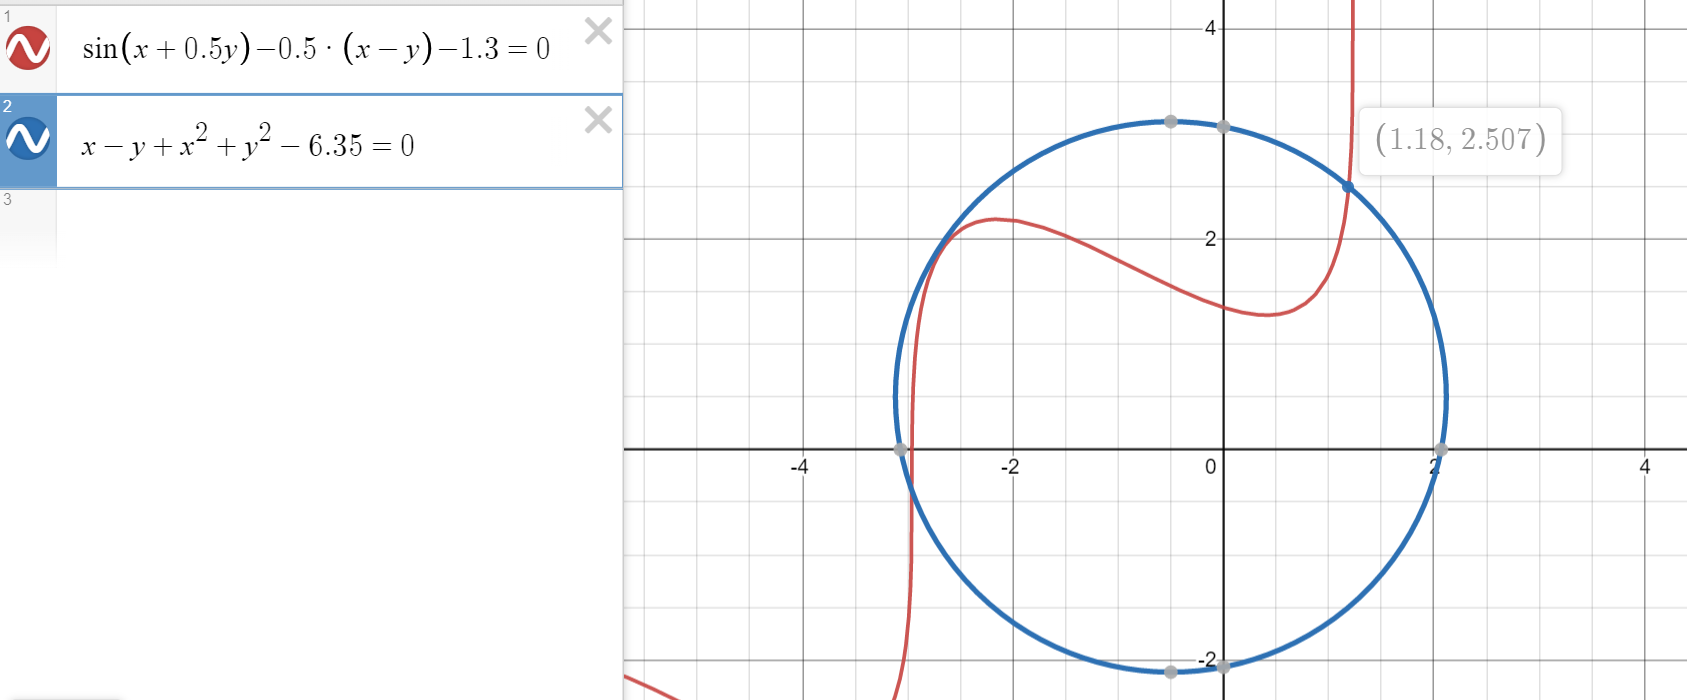 1
sin(x + 0.5y) − 0.5 · (x − y) − 1.3 = 0
2
x − y + x² + y² − 6.35 = 0
3
4
(1.18, 2.507)
2
-4 -2 0 2 4
-2